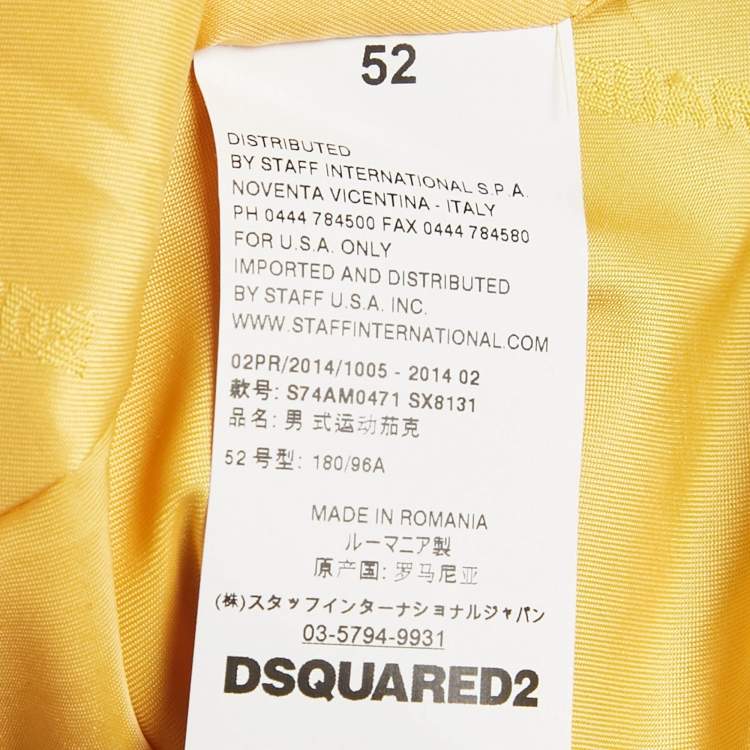 52
DISTRIBUTED
BY STAFF INTERNATIONAL S.P.A.
NOVENTA VICENTINA - ITALY
PH 0444 784500 FAX 0444 784580
FOR U.S.A. ONLY
IMPORTED AND DISTRIBUTED
BY STAFF U.S.A. INC.
WWW.STAFFINTERNATIONAL.COM
02PR/2014/1005 - 2014 02
款号: S74AM0471 SX8131
品名: 男 式运动茄克
52 号型: 180/96A
MADE IN ROMANIA
ルーマニア製
原产国: 罗马尼亚
(株)スタッフインターナショナルジャパン
03-5794-9931
DSQUARED2